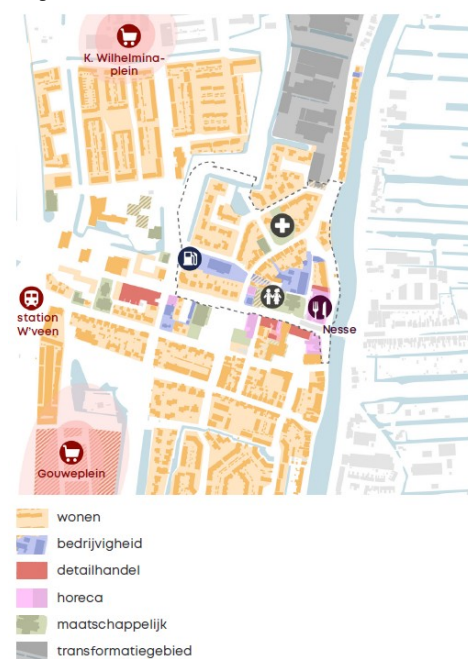 K. Wilhelmina-
plein
station
W'veen
Nesse
Gouweplein
wonen
bedrijvigheid
detailhandel
horeca
maatschappelijk
transformatiegebied